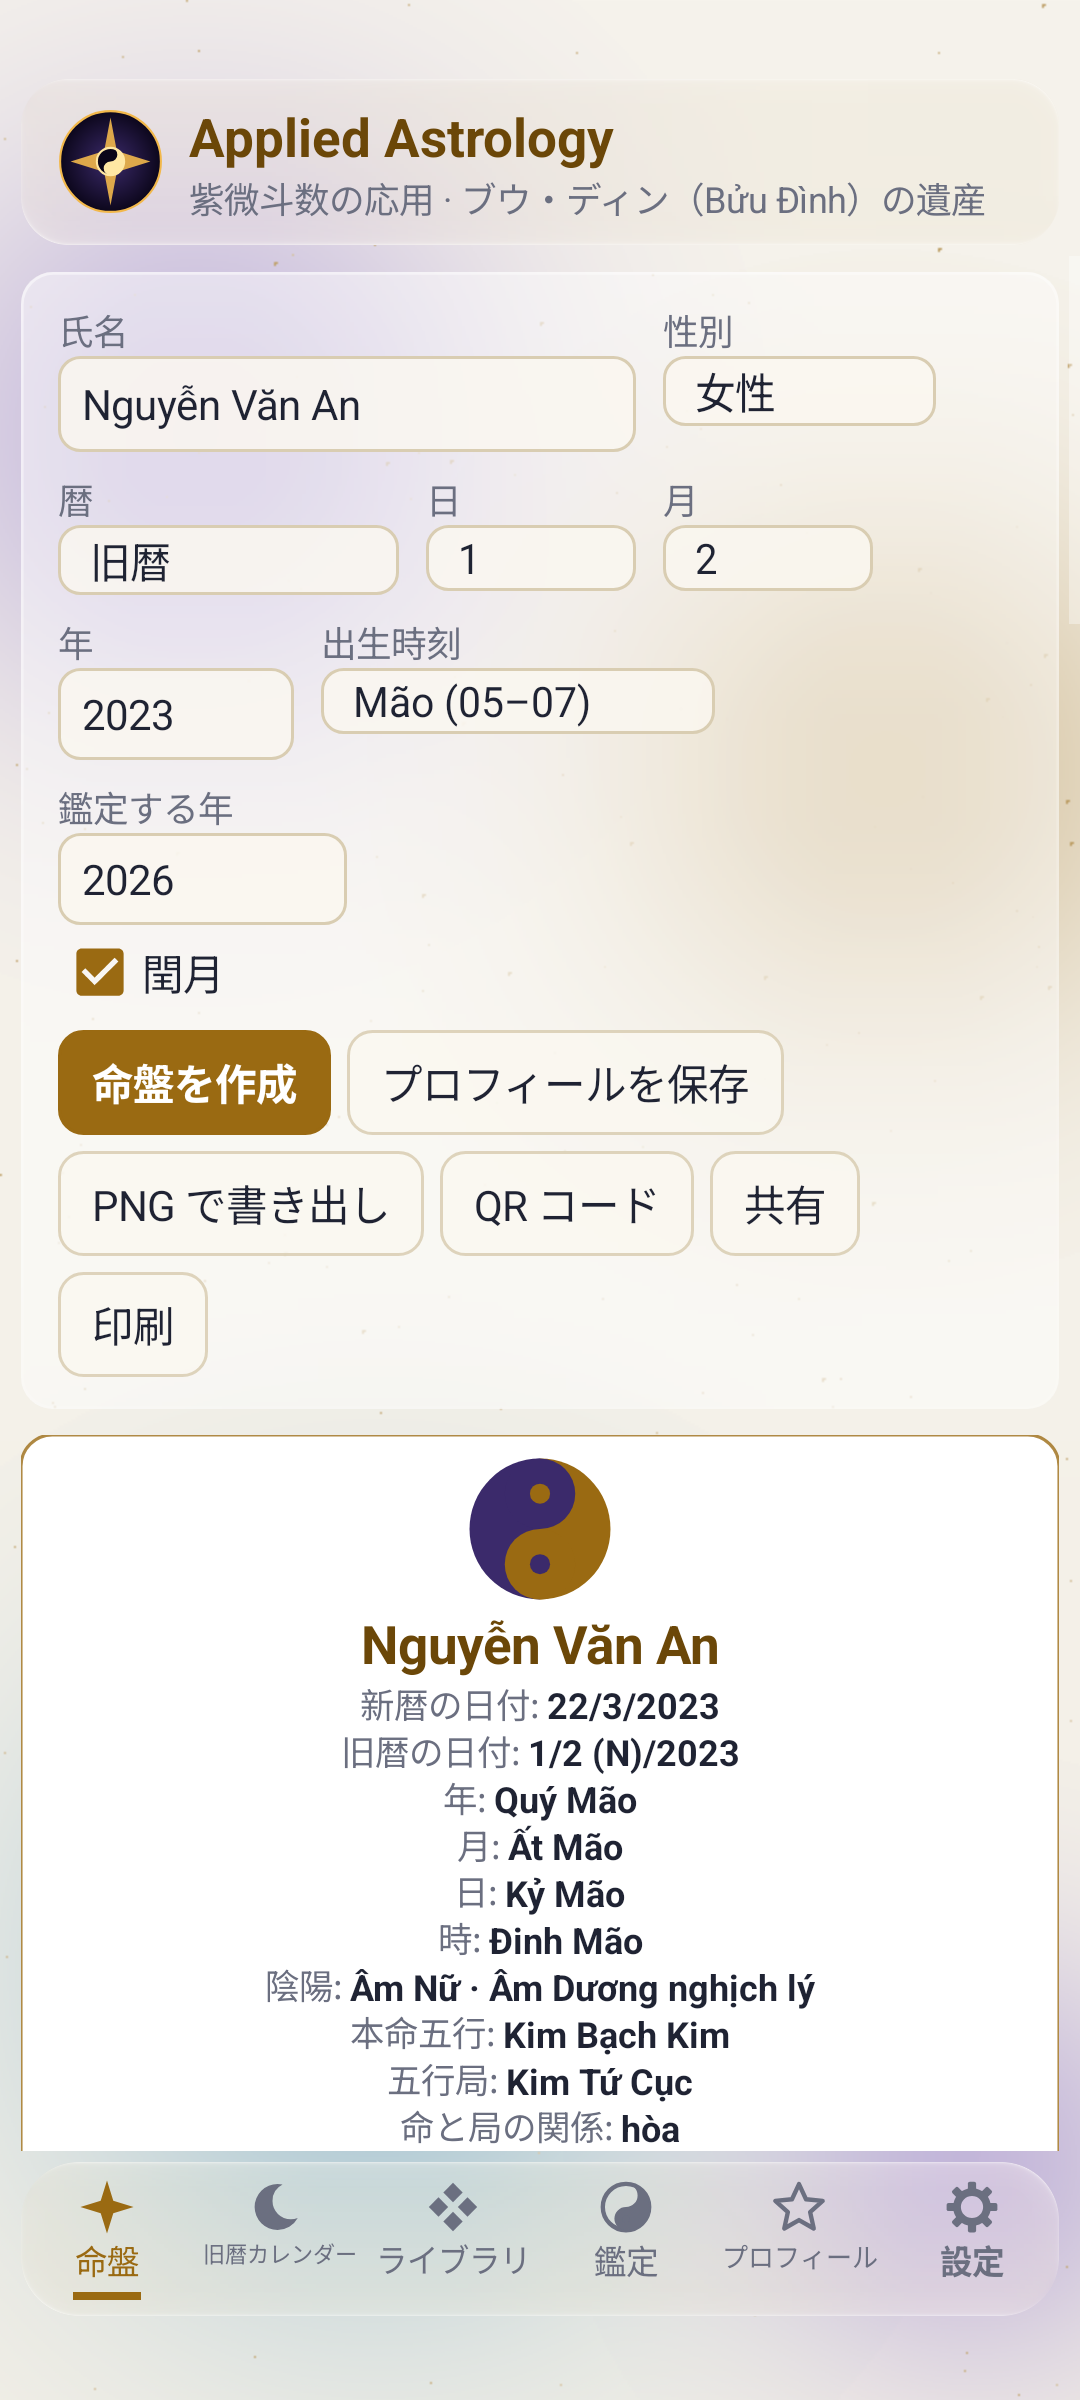 Applied Astrology
紫微斗数の応用 · ブウ・ディン（Bửu Đình）の遺産
氏名
性別
Nguyễn Văn An
女性
暦
日
月
旧暦
1
2
年
出生時刻
2023
Mão (05–07)
鑑定する年
2026
閏月
命盤を作成
プロフィールを保存
PNG で書き出し
QR コード
共有
印刷
Nguyễn Văn An
新暦の日付: 22/3/2023
旧暦の日付: 1/2 (N)/2023
年: Quý Mão
月: Ất Mão
日: Kỷ Mão
時: Đinh Mão
陰陽: Âm Nữ · Âm Dương nghịch lý
本命五行: Kim Bạch Kim
五行局: Kim Tứ Cục
命と局の関係: hòa
命盤
旧暦カレンダー
ライブラリ
鑑定
プロフィール
設定